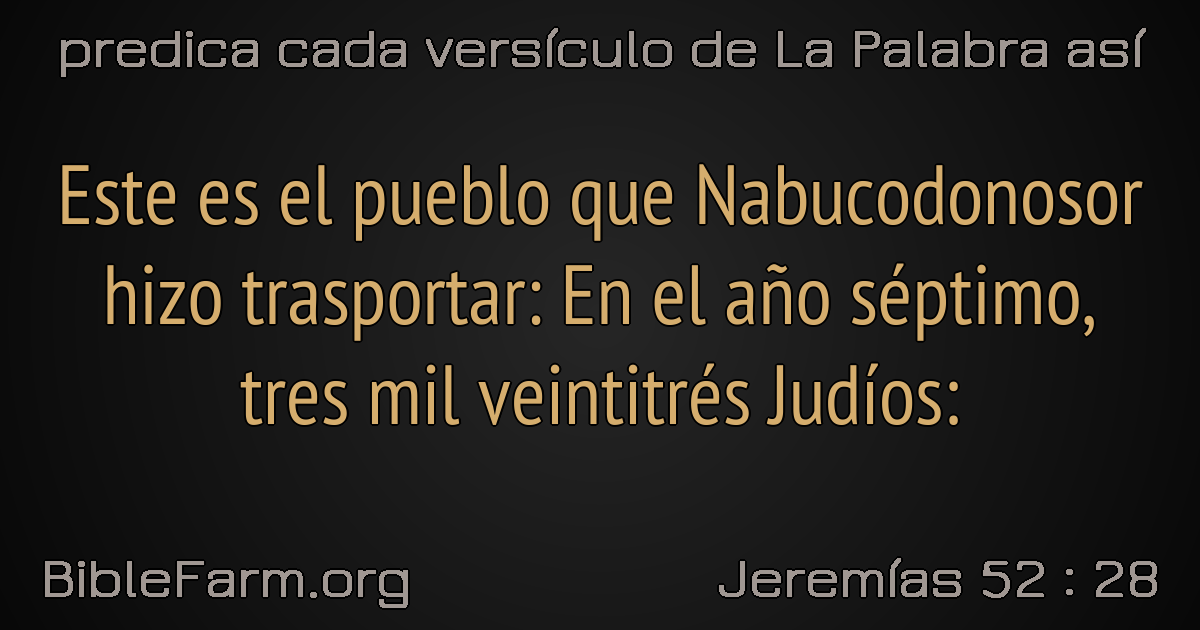 predica cada versículo de La Palabra así
Este es el pueblo que Nabucodonosor
hizo trasportar: En el año séptimo,
tres mil veintitrés Judíos:
BibleFarm.org
Jeremías 52 : 28